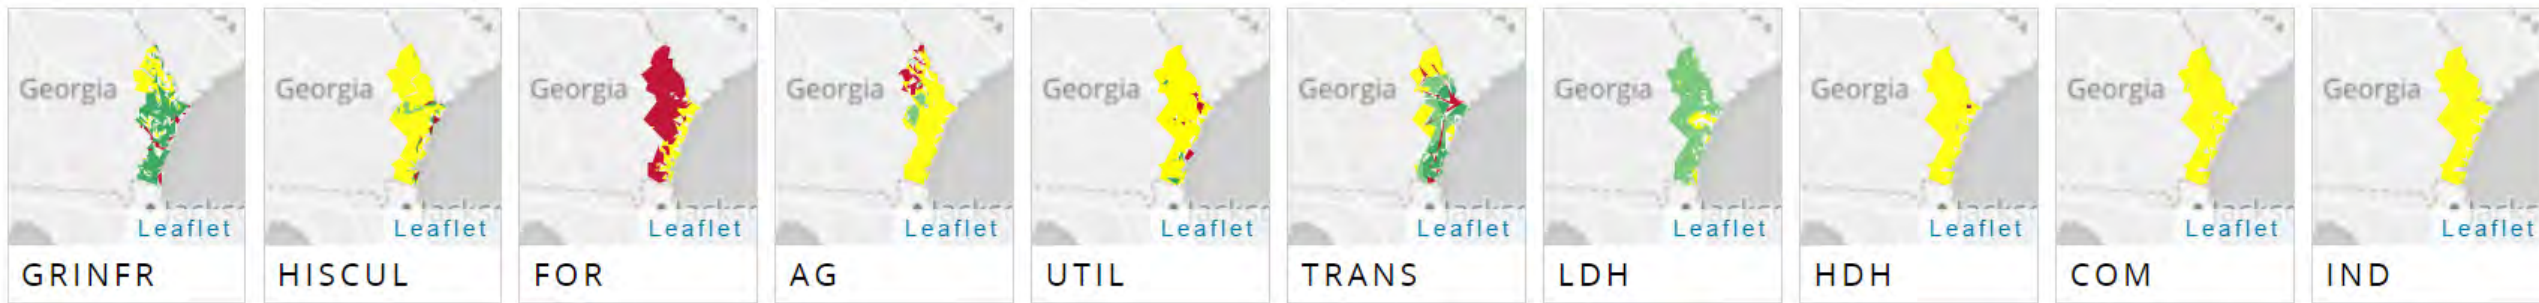 Georgia
Leaflet
GRINFR
Georgia
Leaflet
HISCUL
Georgia
Leaflet
FOR
Georgia
Leaflet
AG
Georgia
Leaflet
UTIL
Georgia
Leaflet
TRANS
Georgia
Leaflet
LDH
Georgia
Leaflet
HDH
Georgia
Leaflet
COM
Georgia
Leaflet
IND